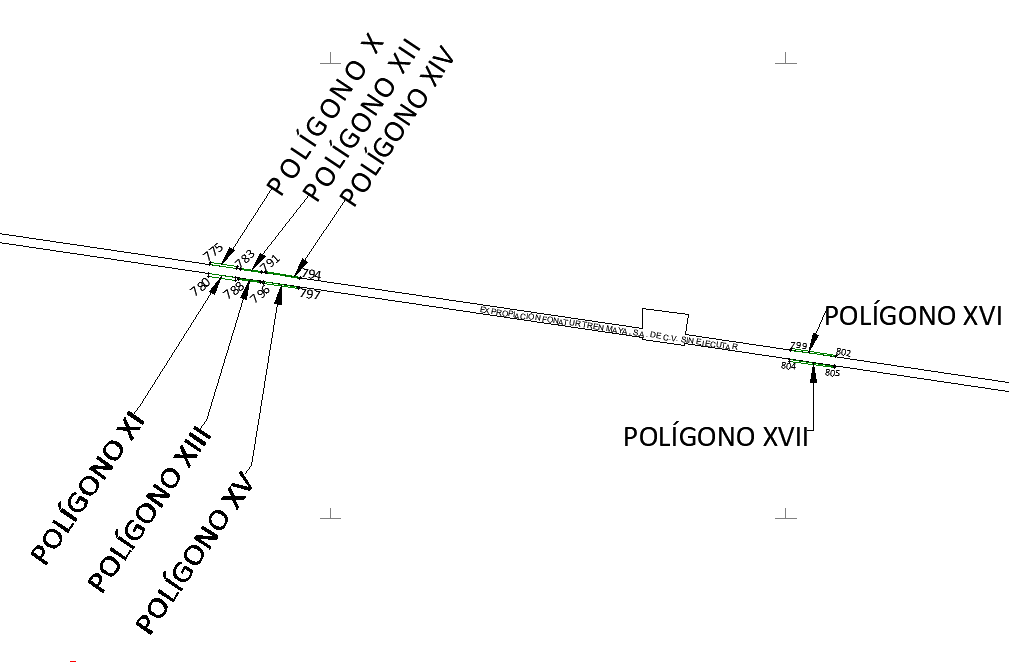 POLÍGONO X
POLÍGONO XII
POLÍGONO XIV
775
783
791
794
780
788
796
797
EXPROPIACIÓN FONATUR TREN MAYA, S.A. DE C.V. SIN EJECUTAR
POLÍGONO XVI
799
802
804
805
POLÍGONO XVII
POLÍGONO XI
POLÍGONO XIII
POLÍGONO XV